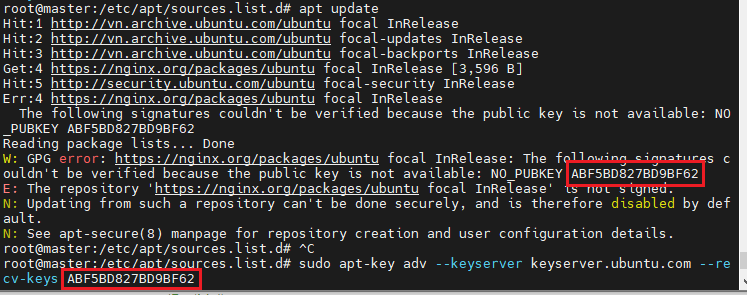 root@master:/etc/apt/sources.list.d# apt update
Hit:1 http://vn.archive.ubuntu.com/ubuntu focal InRelease
Hit:2 http://vn.archive.ubuntu.com/ubuntu focal-updates InRelease
Hit:3 http://vn.archive.ubuntu.com/ubuntu focal-backports InRelease
Get:4 https://nginx.org/packages/ubuntu focal InRelease [3,596 B]
Hit:5 http://security.ubuntu.com/ubuntu focal-security InRelease
Err:4 https://nginx.org/packages/ubuntu focal InRelease
  The following signatures couldn't be verified because the public key is not available: NO
_PUBKEY ABF5BD827BD9BF62
Reading package lists... Done
W: GPG error: https://nginx.org/packages/ubuntu focal InRelease: The following signatures c
ouldn't be verified because the public key is not available: NO_PUBKEY ABF5BD827BD9BF62
E: The repository 'https://nginx.org/packages/ubuntu focal InRelease' is not signed.
N: Updating from such a repository can't be done securely, and is therefore disabled by def
ault.
N: See apt-secure(8) manpage for repository creation and user configuration details.
root@master:/etc/apt/sources.list.d# ^C
root@master:/etc/apt/sources.list.d# sudo apt-key adv --keyserver keyserver.ubuntu.com --re
cv-keys ABF5BD827BD9BF62